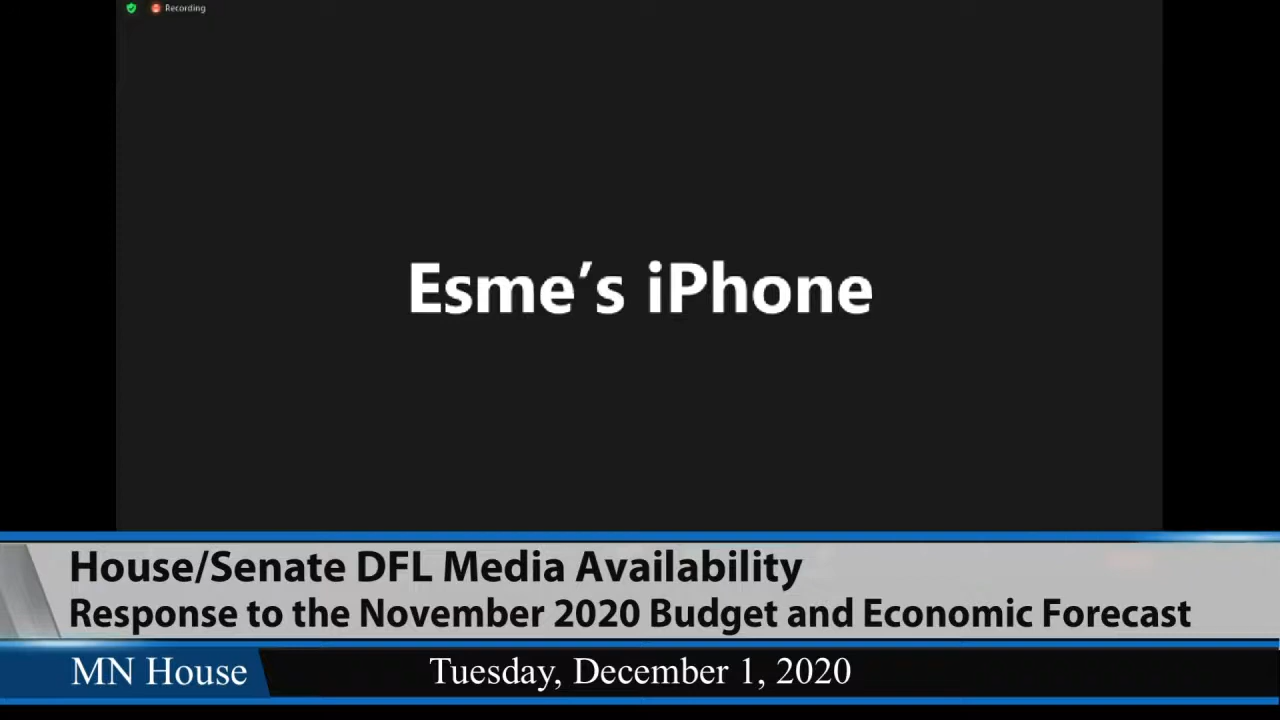 Recording
Esme’s iPhone
House/Senate DFL Media Availability
Response to the November 2020 Budget and Economic Forecast
MN House
Tuesday, December 1, 2020